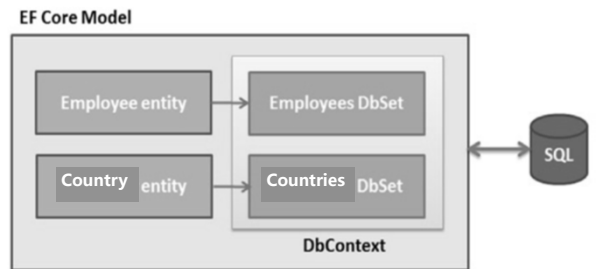 EF Core Model
Employee entity
Employees DbSet
Country entity
Countries DbSet
SQL
DbContext